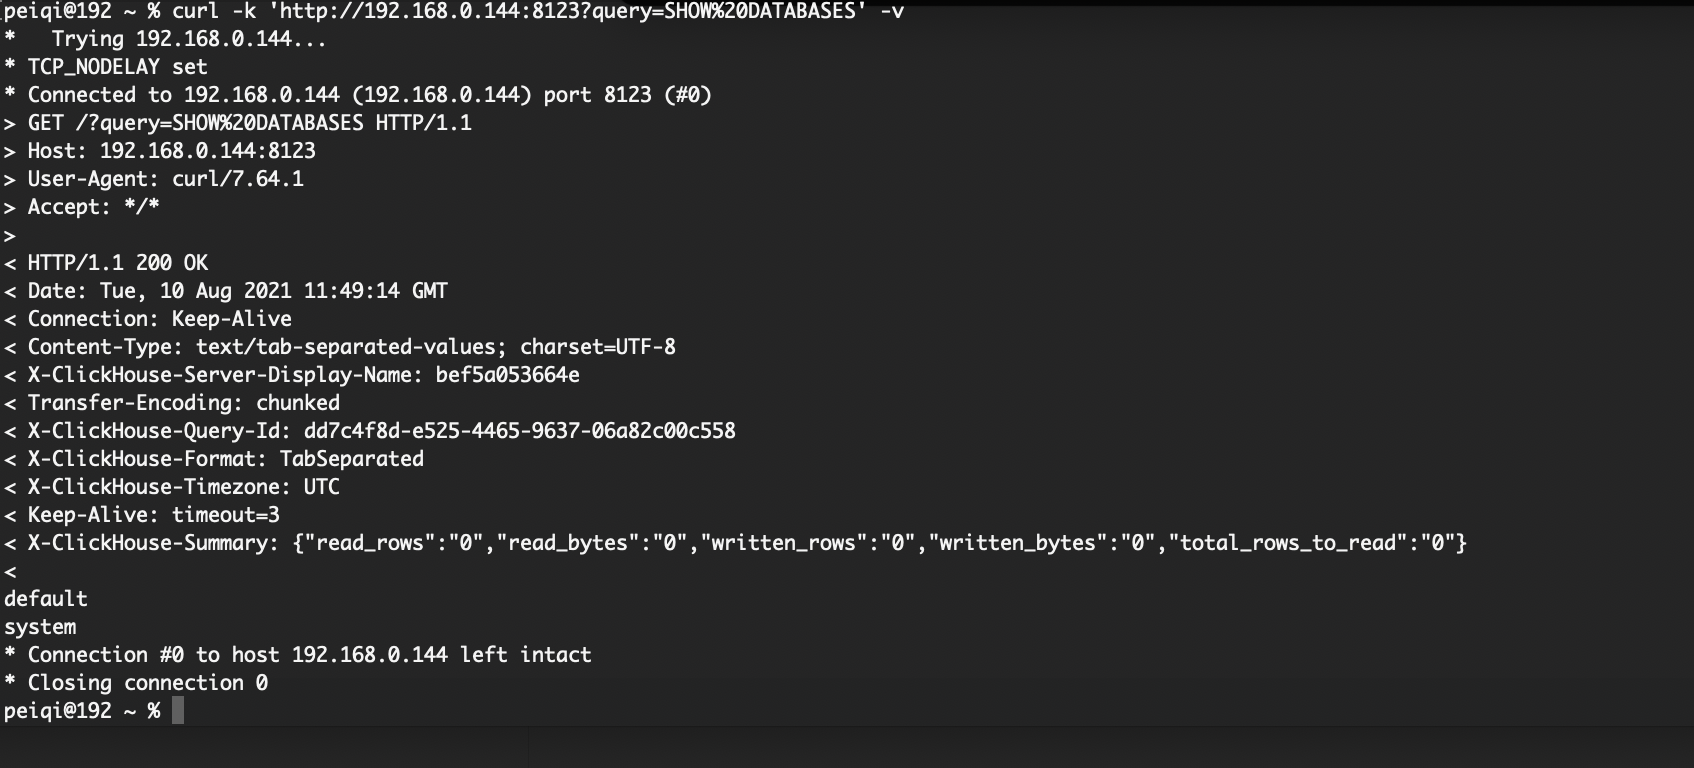 peiqi@192 ~ % curl -k 'http://192.168.0.144:8123?query=SHOW%20DATABASES' -v
*   Trying 192.168.0.144...
* TCP_NODELAY set
* Connected to 192.168.0.144 (192.168.0.144) port 8123 (#0)
> GET /?query=SHOW%20DATABASES HTTP/1.1
> Host: 192.168.0.144:8123
> User-Agent: curl/7.64.1
> Accept: */*
>
< HTTP/1.1 200 OK
< Date: Tue, 10 Aug 2021 11:49:14 GMT
< Connection: Keep-Alive
< Content-Type: text/tab-separated-values; charset=UTF-8
< X-ClickHouse-Server-Display-Name: bef5a053664e
< Transfer-Encoding: chunked
< X-ClickHouse-Query-Id: dd7c4f8d-e525-4465-9637-06a82c00c558
< X-ClickHouse-Format: TabSeparated
< X-ClickHouse-Timezone: UTC
< Keep-Alive: timeout=3
< X-ClickHouse-Summary: {"read_rows":"0","read_bytes":"0","written_rows":"0","written_bytes":"0","total_rows_to_read":"0"}
<
default
system
* Connection #0 to host 192.168.0.144 left intact
* Closing connection 0
peiqi@192 ~ %